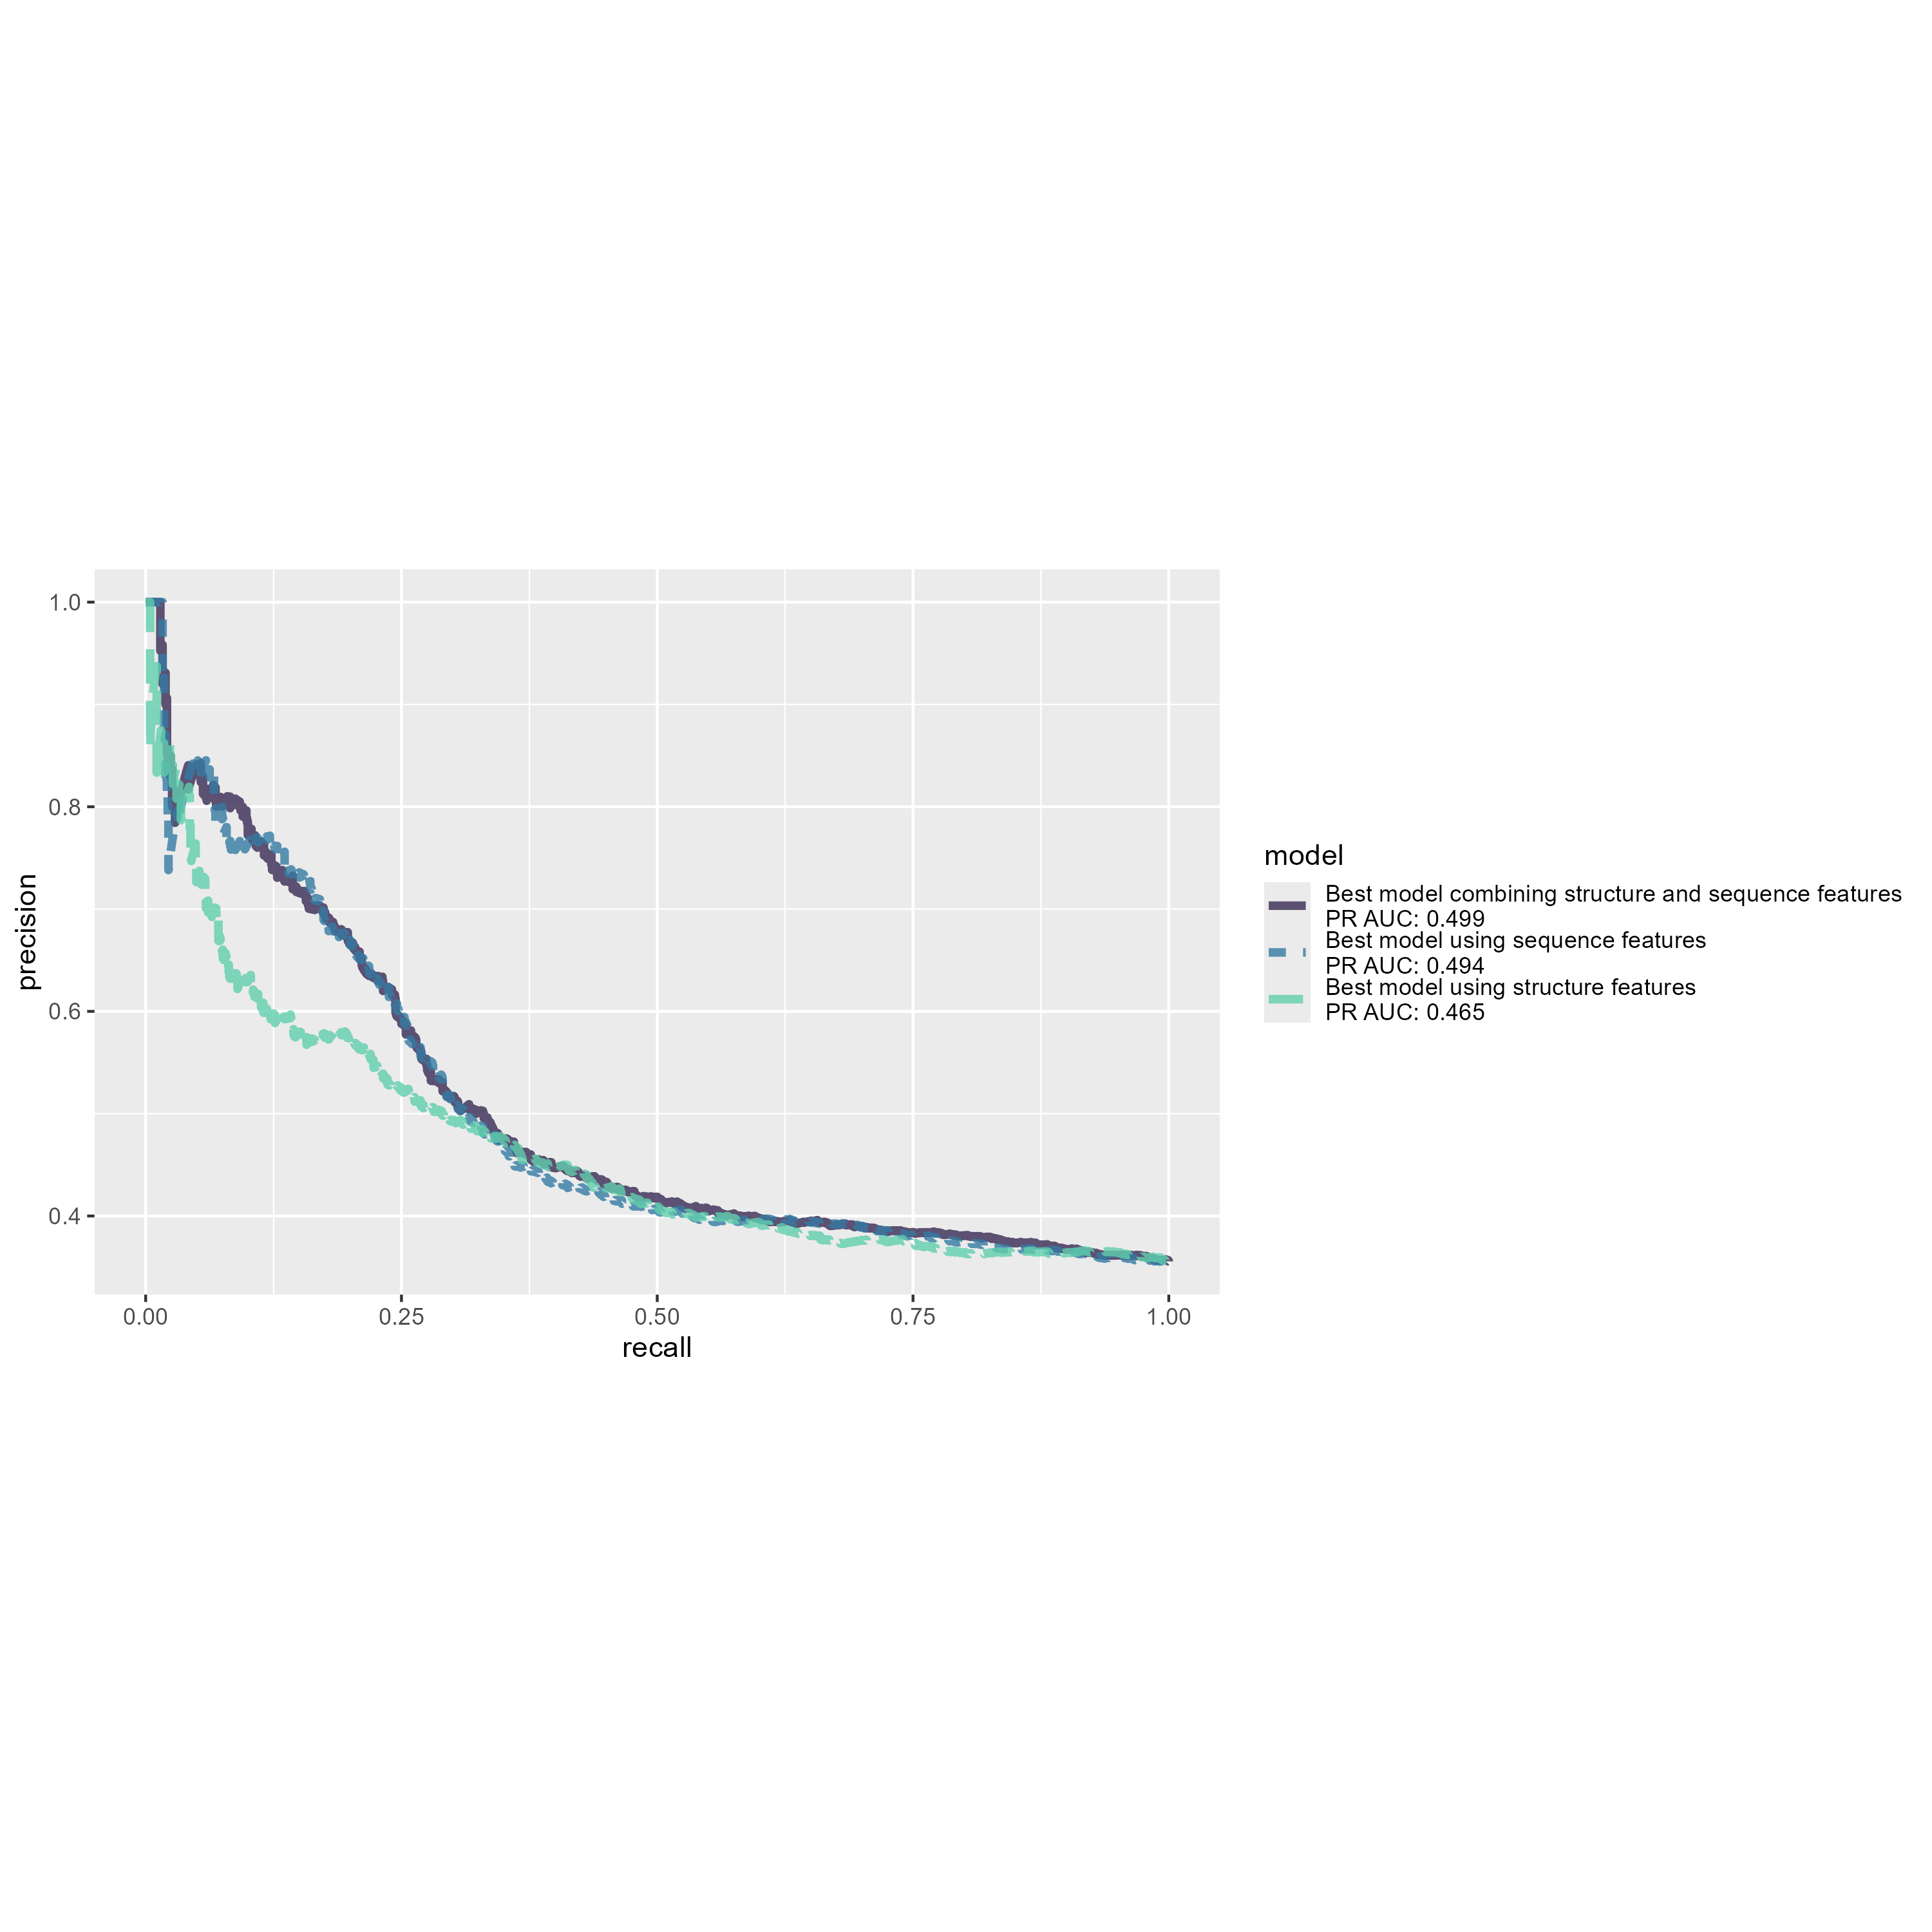 1.0
0.8
0.6
0.4
precision
0.00
0.25
0.50
0.75
1.00
recall
model
Best model combining structure and sequence features
PR AUC: 0.499
Best model using sequence features
PR AUC: 0.494
Best model using structure features
PR AUC: 0.465